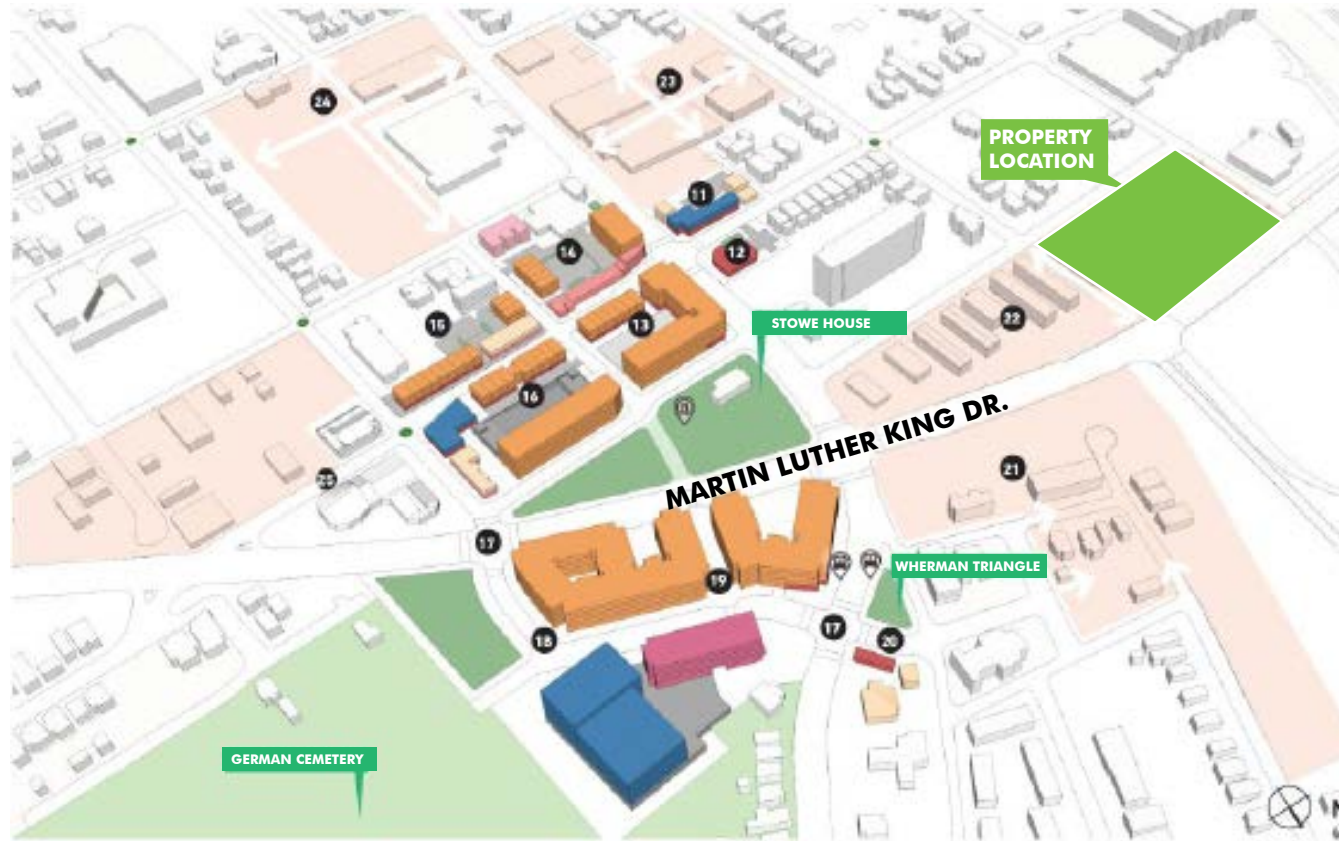 24
23
PROPERTY
LOCATION
11
12
14
15
13
22
STOWE HOUSE
16
MARTIN LUTHER KING DR.
21
25
17
19
WHERMAN TRIANGLE
18
17
20
GERMAN CEMETERY
N